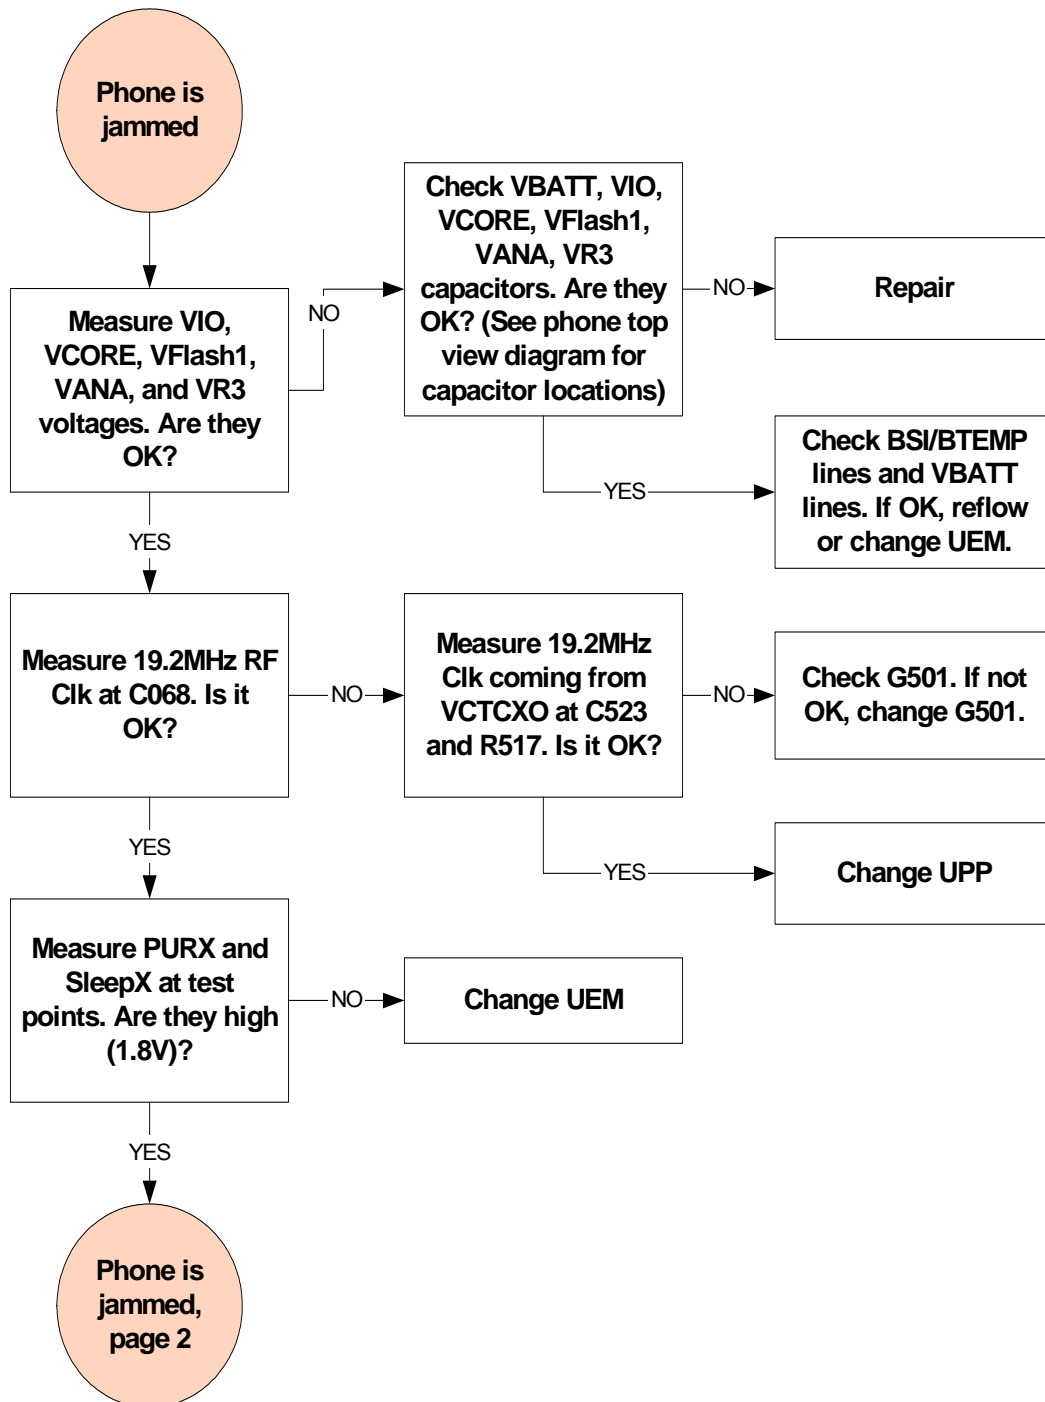 Phone is
jammed
Measure VIO,
VCORE, VFlash1,
VANA, and VR3
voltages. Are they
OK?
NO
Check VBATT, VIO,
VCORE, VFlash1,
VANA, VR3
capacitors. Are they
OK? (See phone top
view diagram for
capacitor locations)
NO
Repair
YES
Check BSI/BTEMP
lines and VBATT
lines. If OK, reflow
or change UEM.
YES
Measure 19.2MHz RF
Clk at C068. Is it
OK?
NO
Measure 19.2MHz
Clk coming from
VCTCXO at C523
and R517. Is it OK?
NO
Check G501. If not
OK, change G501.
YES
Change UPP
YES
Measure PURX and
SleepX at test
points. Are they high
(1.8V)?
NO
Change UEM
YES
Phone is
jammed,
page 2